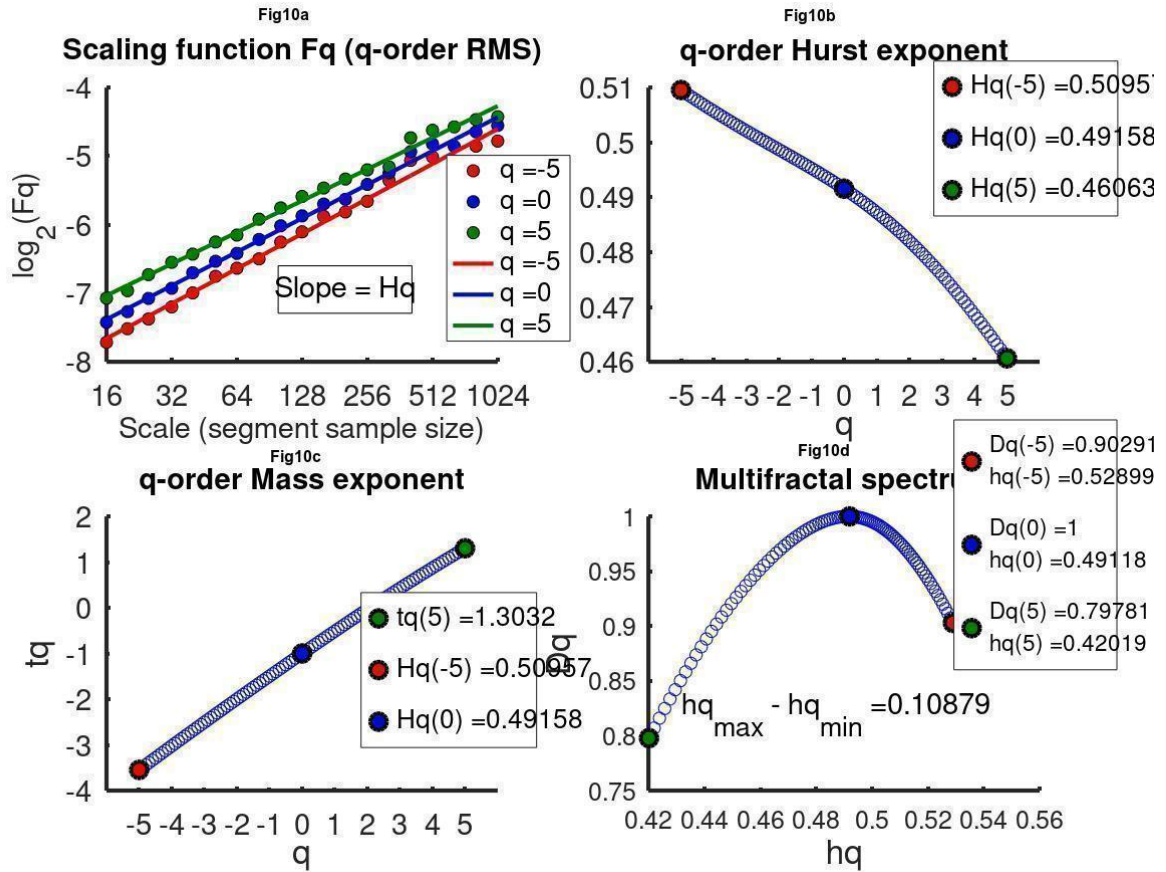 Fig10a
Scaling function Fq (q-order RMS)
-4
-5
-6
-7
-8
log2(Fq)
16 32 64 128 256 512 1024
Scale (segment sample size)
q =-5
q =0
q =5
q =-5
q =0
q =5
Slope = Hq
Fig10b
q-order Hurst exponent
0.51
0.5
0.49
0.48
0.47
0.46
-5 -4 -3 -2 -1 0 1 2 3 4 5
q
Hq(-5) =0.50957
Hq(0) =0.49158
Hq(5) =0.46063
Fig10c
q-order Mass exponent
2
1
0
-1
-2
-3
-4
tq
-5 -4 -3 -2 -1 0 1 2 3 4 5
q
tq(5) =1.3032
Hq(-5) =0.50957
Hq(0) =0.49158
Fig10d
Multifractal spectru
1
0.95
0.9
0.85
0.8
0.75
Dq
0.42 0.44 0.46 0.48 0.5 0.52 0.54 0.56
hq
Dq(-5) =0.90291
hq(-5) =0.52899
Dq(0) =1
hq(0) =0.49118
Dq(5) =0.79781
hq(5) =0.42019
hqmax - hqmin =0.10879